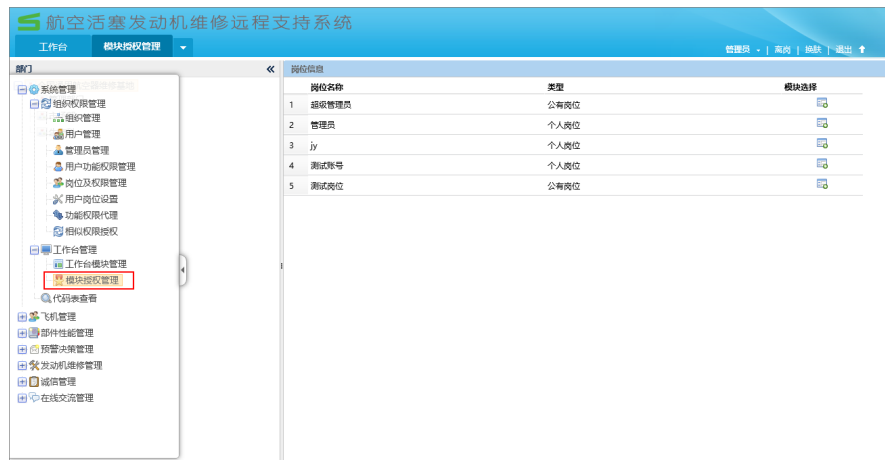 航空活塞发动机维修远程支持系统
工作台 模块授权管理 管理员 | 离岗 | 换肤 | 退出
部门 岗位信息
岗位名称 类型 模块选择
1 超级管理员 公有岗位
2 管理员 个人岗位
3 jy 个人岗位
4 测试账号 个人岗位
5 测试岗位 公有岗位
系统管理
组织权限管理
组织管理
用户管理
管理员管理
用户功能权限管理
岗位及权限管理
用户岗位设置
功能权限代理
相似权限授权
工作台管理
工作台模块管理
模块授权管理
代码表查看
飞机管理
部件性能管理
预警决策管理
发动机维修管理
诚信管理
在线交流管理